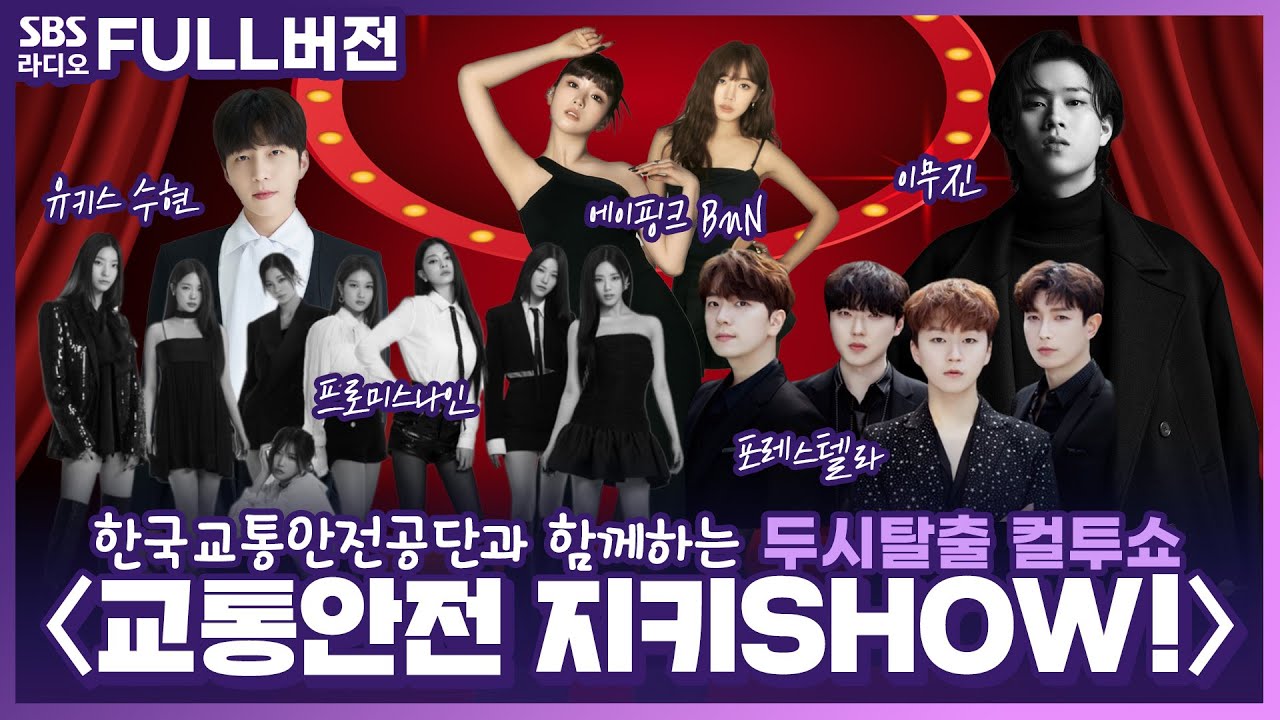 SBS
라디오
FULL버전
유키스 수현
에이핑크 BnN
이무진
프로미스나인
포레스텔라
한국교통안전공단과 함께하는 두시탈출 컬투쇼
<교통안전 지키SHOW!>